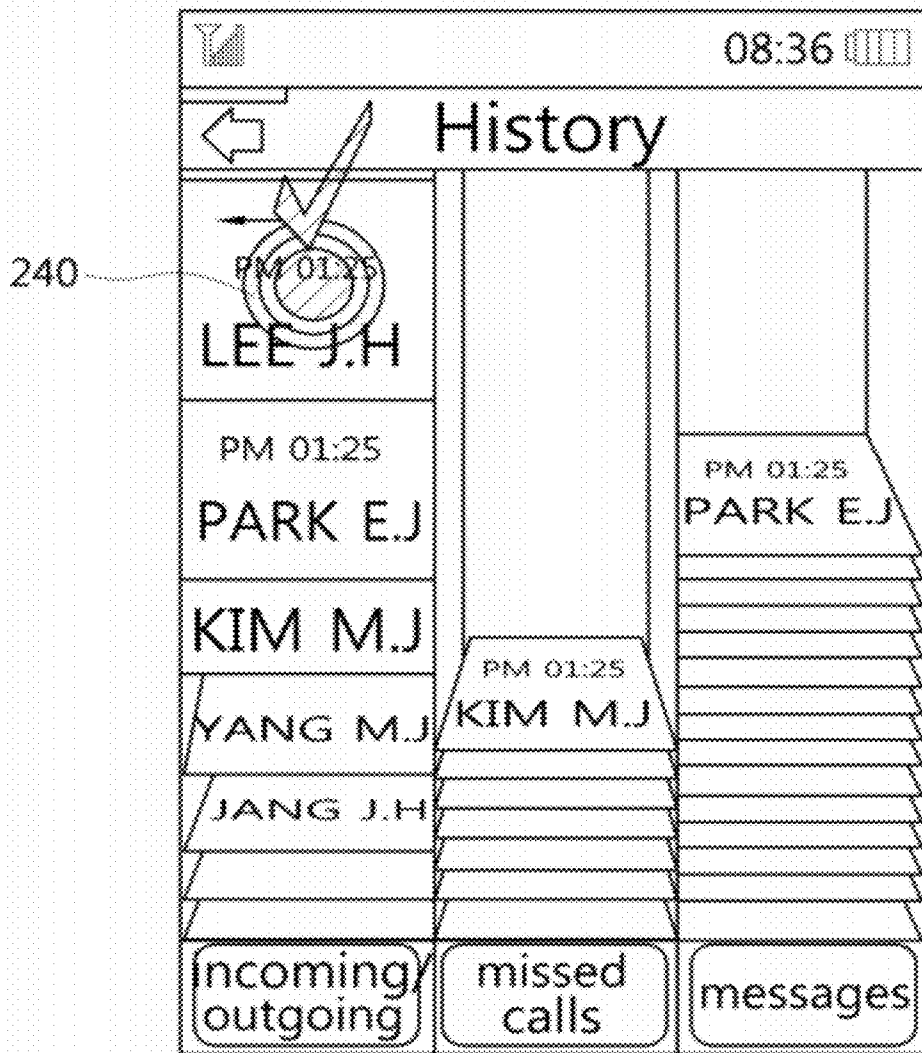 08:36
History
240
PM 01:25
LEE J.H
PM 01:25
PARK E.J
KIM M.J
YANG M.J
JANG J.H
PM 01:25
KIM M.J
PM 01:25
PARK E.J
incoming/
outgoing
missed
calls
messages